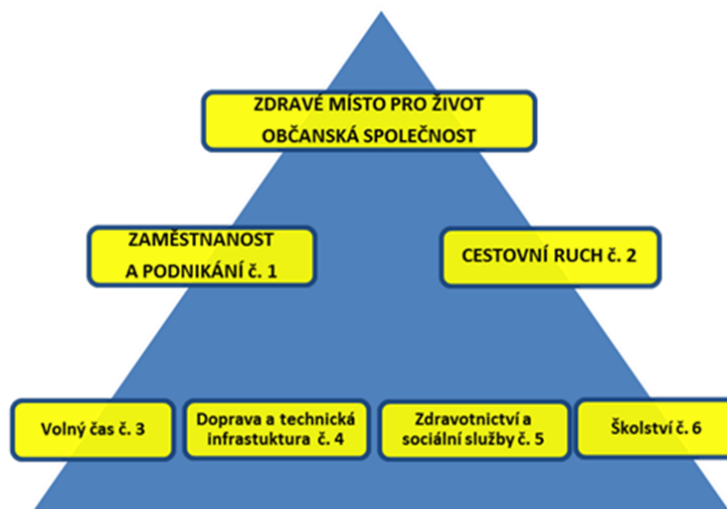 ZDRAVÉ MÍSTO PRO ŽIVOT
OBČANSKÁ SPOLEČNOST
ZAMĚSTNANOST
A PODNIKÁNÍ č. 1
CESTOVNÍ RUCH č. 2
Volný čas č. 3
Doprava a technická
infrastuktura č. 4
Zdravotnictví a
sociální služby č. 5
Školství č. 6